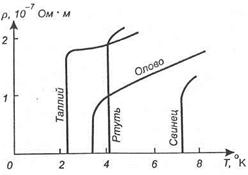 ρ, 10⁻⁷ Ом · м
2
1
Таллий
Олово
Ртуть
Свинец
0 2 4 6 8 T, °K